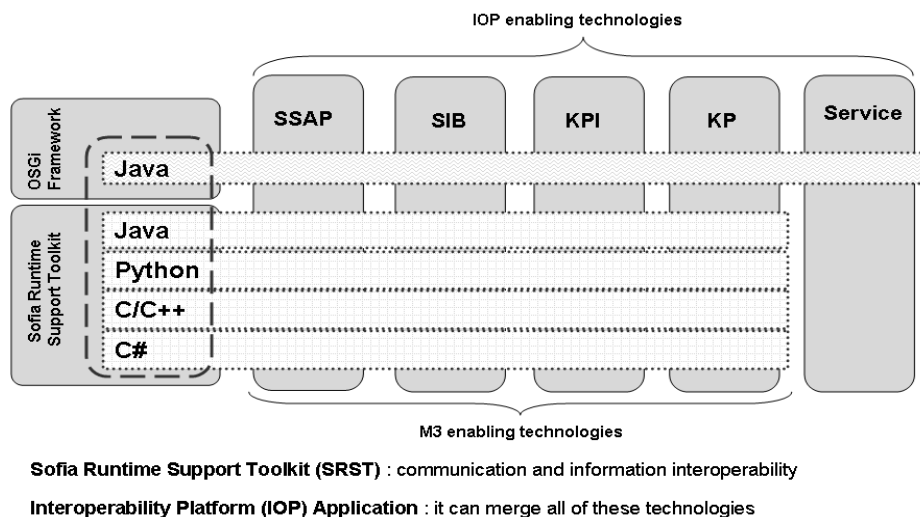 IOP enabling technologies
SSAP
SIB
KPI
KP
Service
OSGi
Framework
Java
Sofia Runtime
Support Toolkit
Java
Python
C/C++
C#
M3 enabling technologies
Sofia Runtime Support Toolkit (SRST) : communication and information interoperability
Interoperability Platform (IOP) Application : it can merge all of these technologies